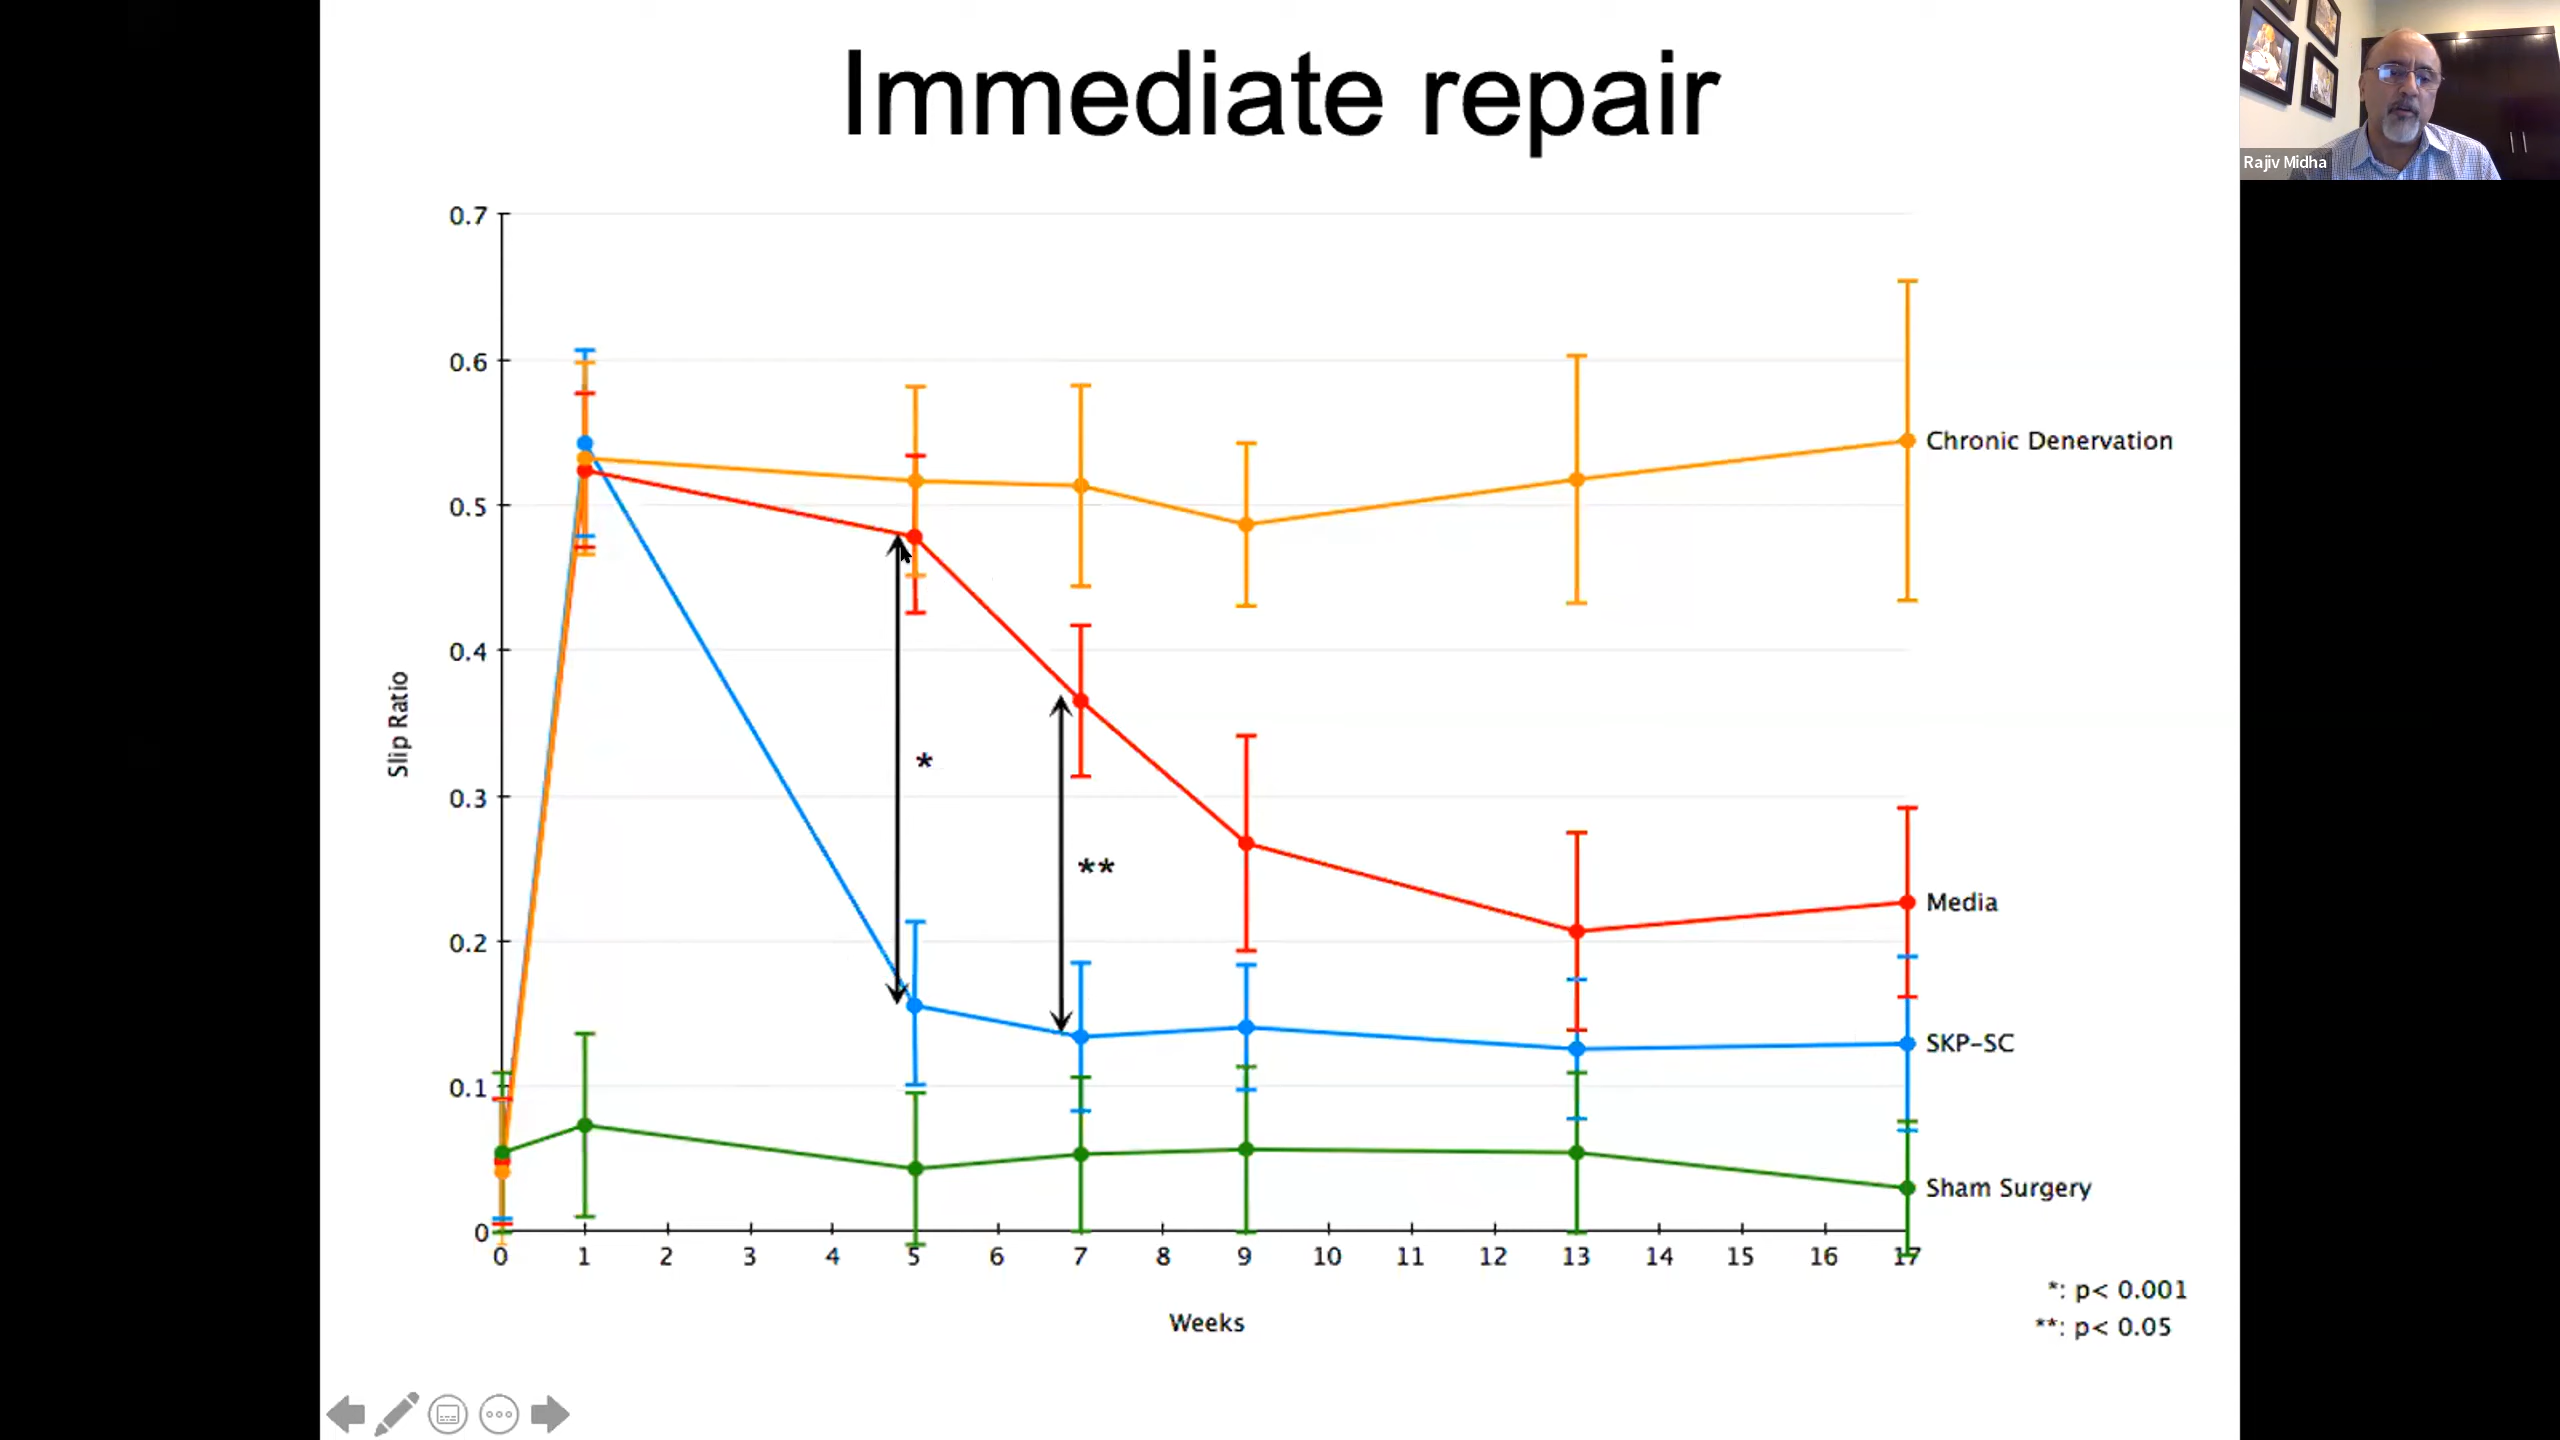 Immediate repair
Rajiv Midha
0.7
0.6
0.5
0.4
0.3
0.2
0.1
0
Slip Ratio
Chronic Denervation
*
**
Media
SKP-SC
Sham Surgery
0 1 2 3 4 5 6 7 8 9 10 11 12 13 14 15 16 17
Weeks
*: p< 0.001
**: p< 0.05